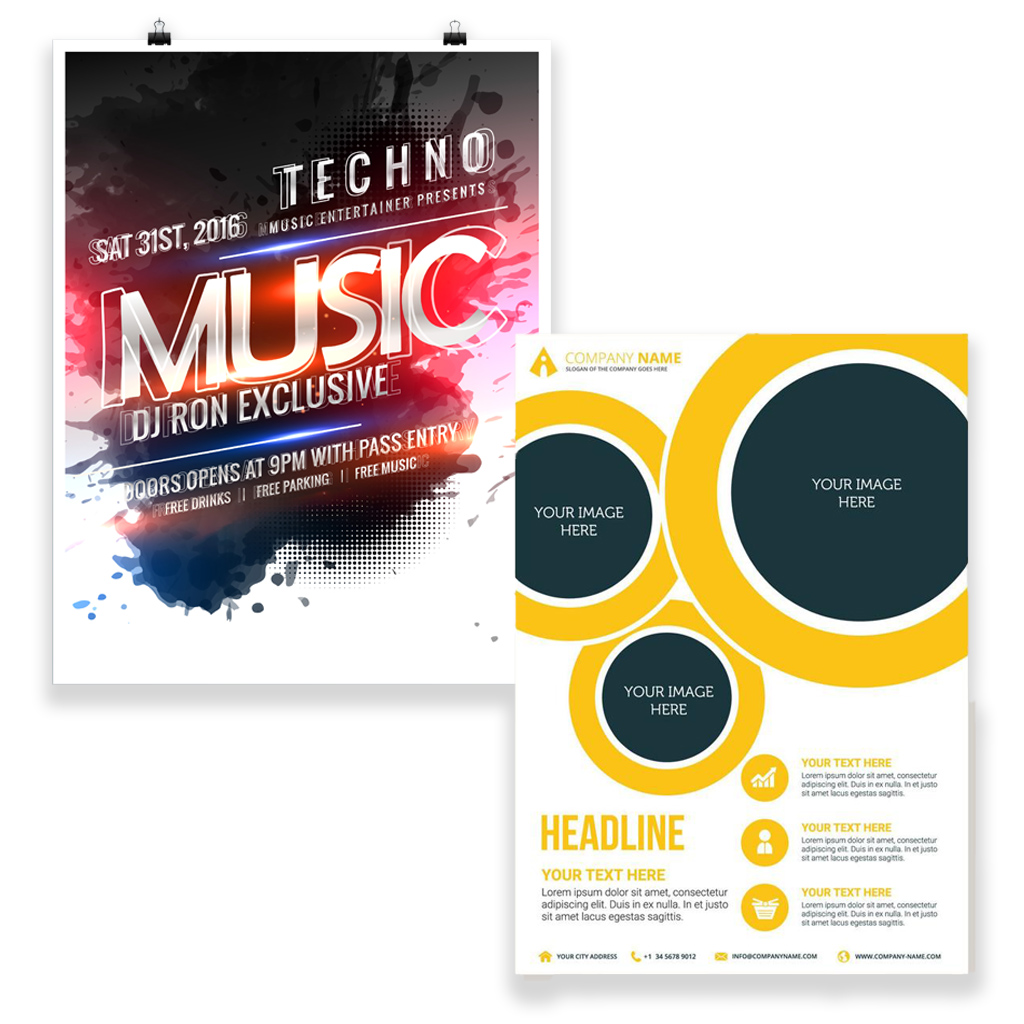 TECHNO
MUSIC ENTERTAINER PRESENTS
SAT 31ST, 2016
MUSIC
DJ RON EXCLUSIVE
DOORS OPENS AT 9PM WITH PASS ENTRY
FREE DRINKS || FREE PARKING || FREE MUSIC
COMPANY NAME
SLOGAN OF THE COMPANY GOES HERE
YOUR IMAGE
HERE
YOUR IMAGE
HERE
YOUR IMAGE
HERE
HEADLINE
YOUR TEXT HERE
Lorem ipsum dolor sit amet, consectetur
adipiscing elit. Duis in ex nulla. In et justo
sit amet lacus egestas sagittis.
YOUR TEXT HERE
Lorem ipsum dolor sit amet, consectetur
adipiscing elit. Duis in ex nulla. In et justo
sit amet lacus egestas sagittis.
YOUR TEXT HERE
Lorem ipsum dolor sit amet, consectetur
adipiscing elit. Duis in ex nulla. In et justo
sit amet lacus egestas sagittis.
YOUR TEXT HERE
Lorem ipsum dolor sit amet, consectetur
adipiscing elit. Duis in ex nulla. In et justo
sit amet lacus egestas sagittis.
YOUR CITY ADDRESS +1 34 5678 9012 INFO@COMPANYNAME.COM WWW.COMPANY-NAME.COM